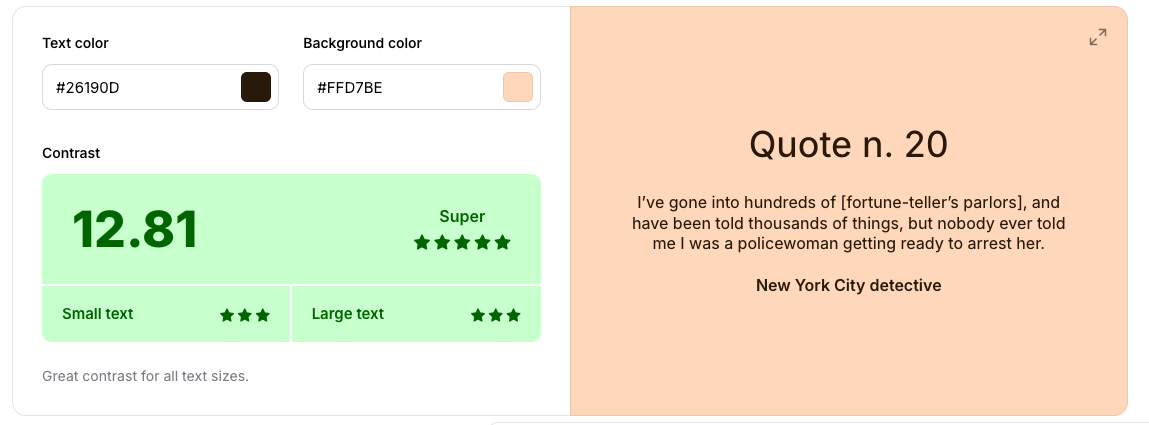 Text color
#26190D
Background color
#FFD7BE
Contrast
12.81
Super
Small text
Large text
Great contrast for all text sizes.
Quote n. 20
I’ve gone into hundreds of [fortune-teller’s parlors], and
have been told thousands of things, but nobody ever told
me I was a policewoman getting ready to arrest her.
New York City detective